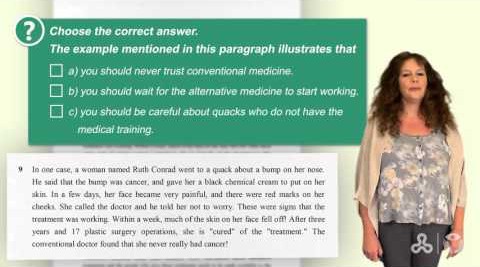 ?
Choose the correct answer.
The example mentioned in this paragraph illustrates that
a) you should never trust conventional medicine.
b) you should wait for the alternative medicine to start working.
c) you should be careful about quacks who do not have the
medical training.
9 In one case, a woman named Ruth Conrad went to a quack about a bump on her nose.
He said that the bump was cancer, and gave her a black chemical cream to put on her
skin. In a few days, her face became very painful, and there were red marks on her
cheeks. She called the doctor and he told her not to worry. These were signs that the
treatment was working. Within a week, much of the skin on her face fell off! After three
years and 17 plastic surgery operations, she is "cured" of the "treatment." The
conventional doctor found that she never really had cancer!